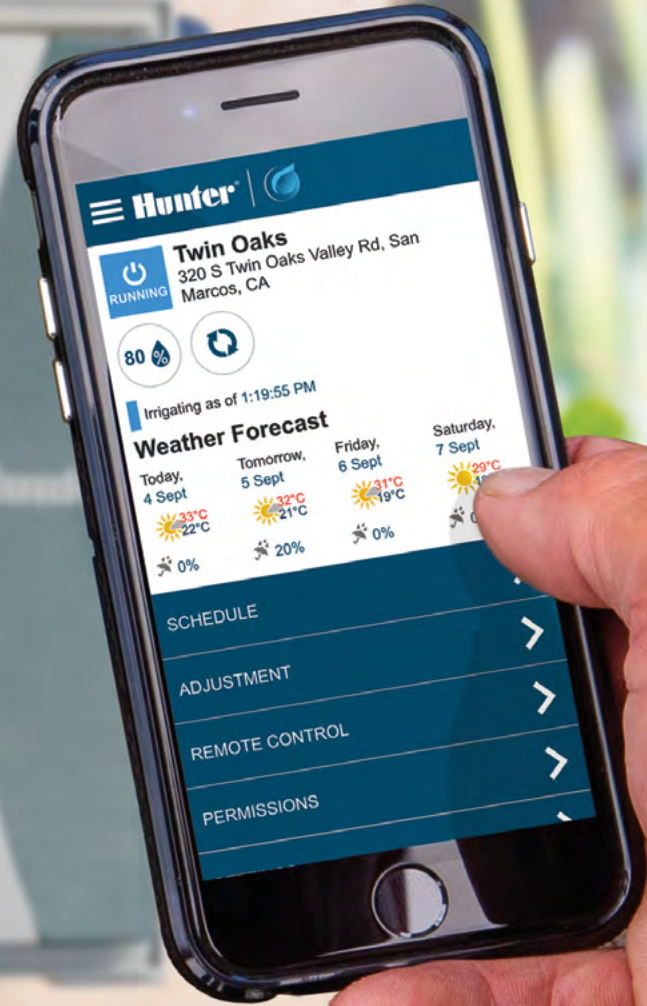 Hunter®
RUNNING
Twin Oaks
320 S Twin Oaks Valley Rd, San
Marcos, CA
80 %
Irrigating as of 1:19:55 PM
Weather Forecast
Today,
4 Sept
33°C
22°C
0%
Tomorrow,
5 Sept
32°C
21°C
20%
Friday,
6 Sept
31°C
19°C
0%
Saturday,
7 Sept
29°C
SCHEDULE
ADJUSTMENT
REMOTE CONTROL
PERMISSIONS